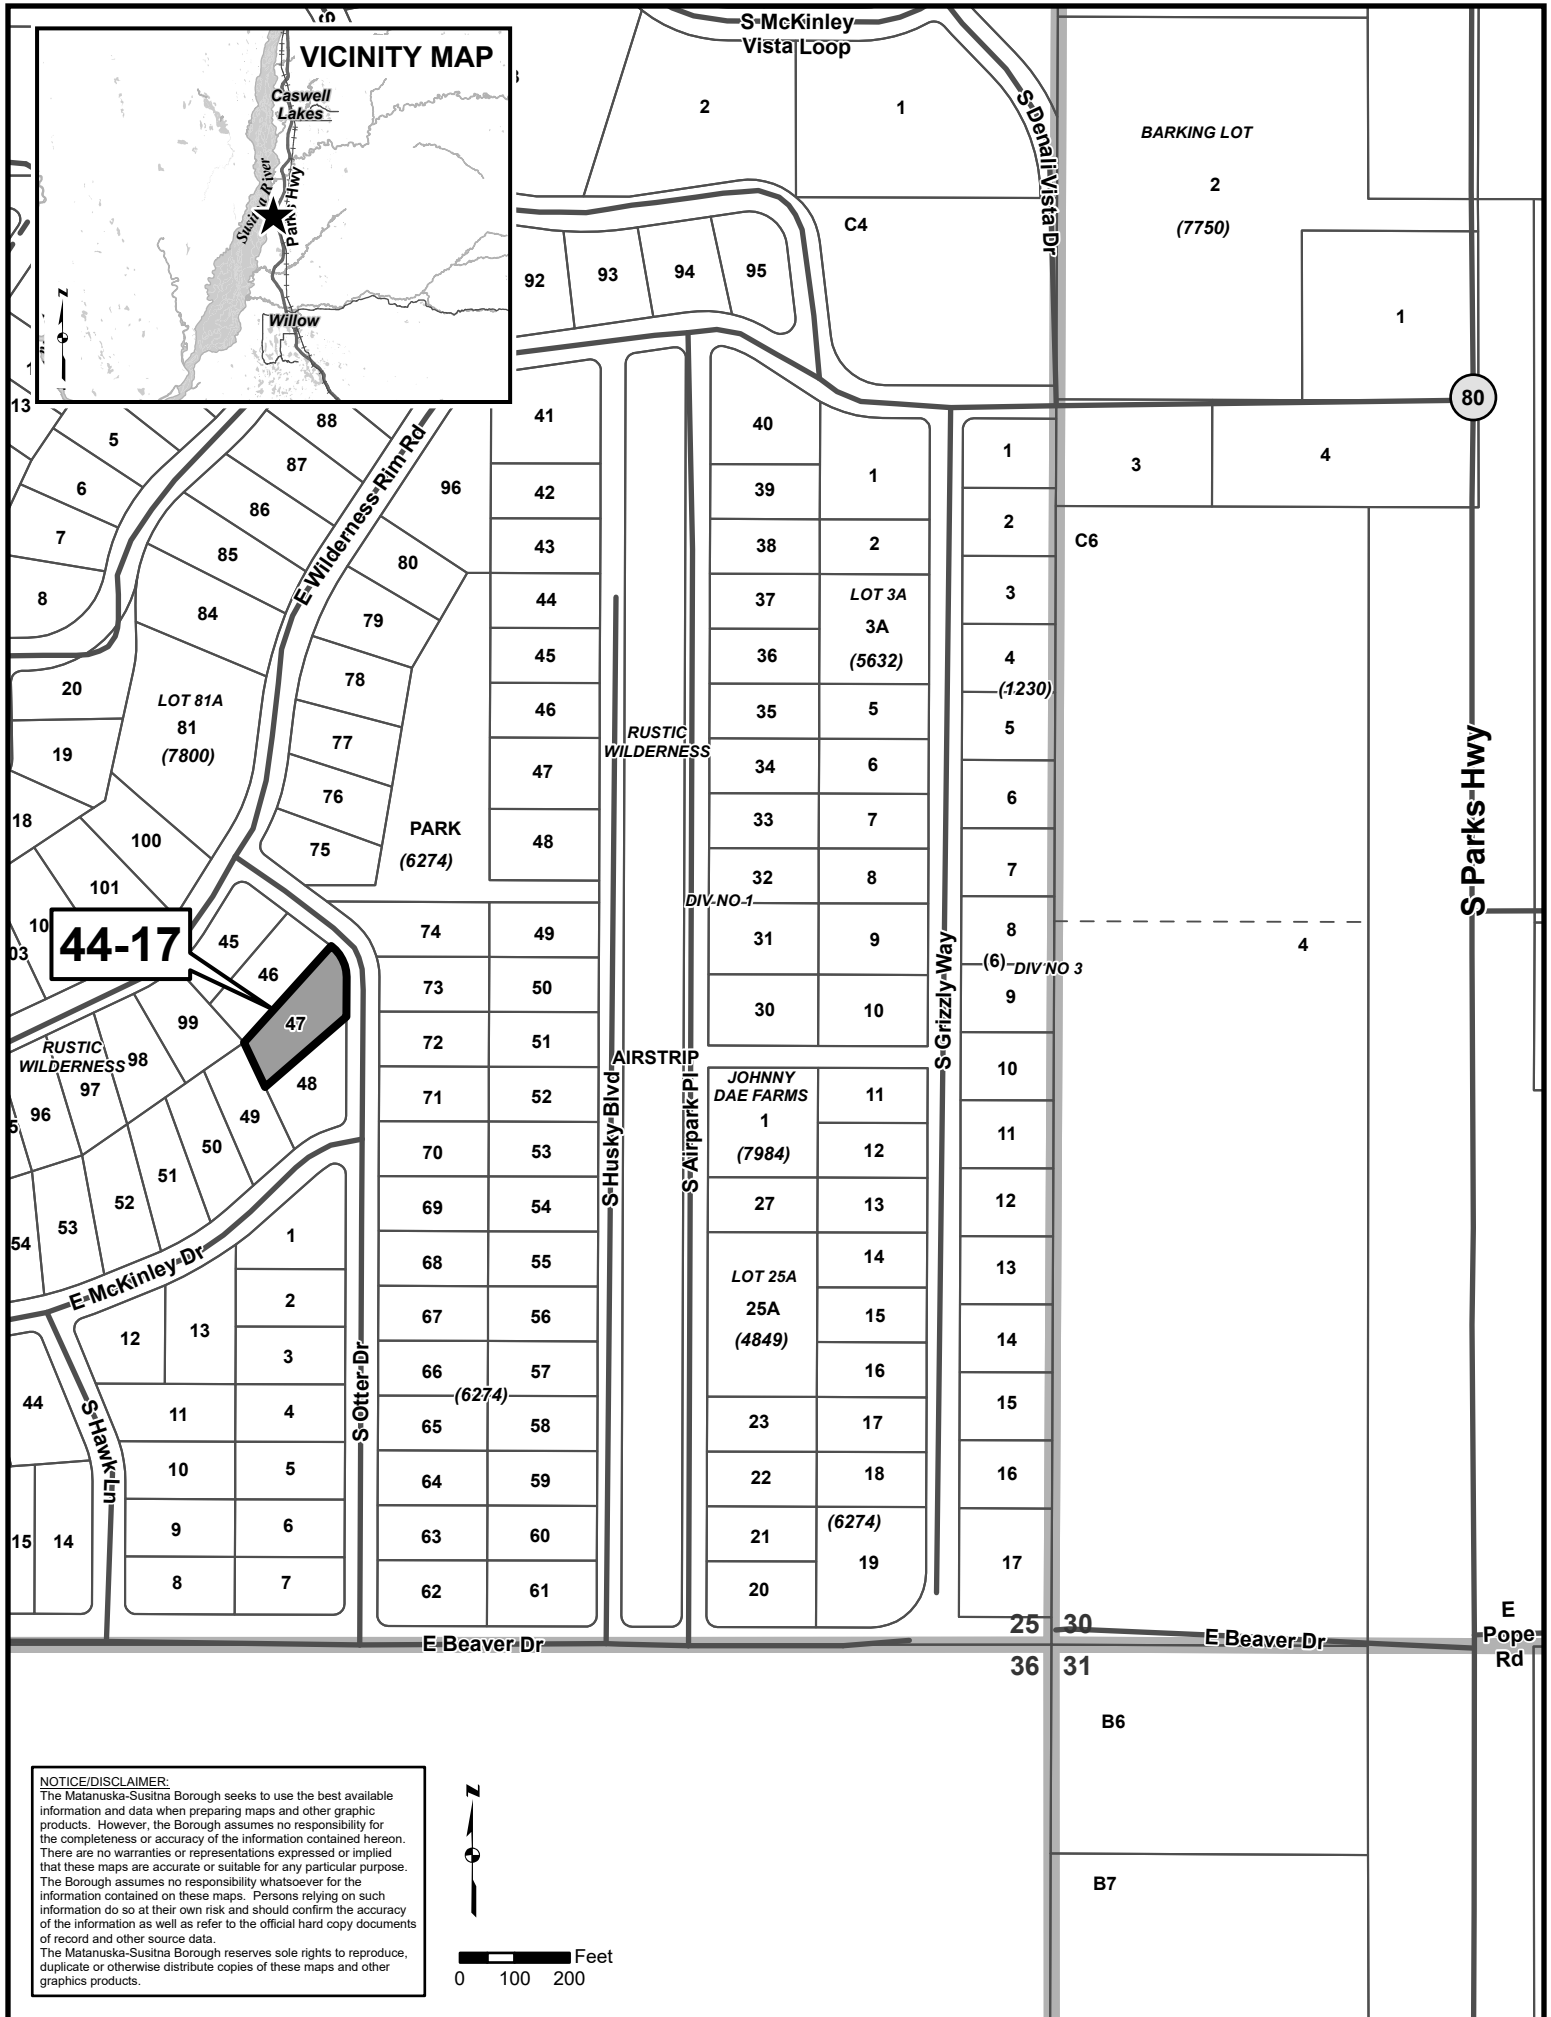 S McKinley
Vista Loop
VICINITY MAP
Caswell
Lakes
Susitna River
Parks Hwy
Willow
z
2
1
S Denali Vista Dr
BARKING LOT
2
(7750)
1
C4
92
93
94
95
80
13
5
6
7
8
88
87
86
85
84
E Wilderness Rim Rd
96
80
79
78
77
76
75
41
42
43
44
45
46
47
48
40
39
38
37
36
35
34
33
32
31
30
1
2
LOT 3A
3A
(5632)
5
6
7
8
9
10
1
2
3
4
(1230)
5
6
7
8
(6)
DIV NO 3
9
10
11
12
13
14
15
16
17
3
4
C6
4
S Parks Hwy
20
19
18
LOT 81A
81
(7800)
100
101
10
03
PARK
(6274)
RUSTIC
WILDERNESS
DIV NO 1
44-17
45
46
47
48
49
50
51
52
53
54
99
98
97
96
5
RUSTIC
WILDERNESS
74
73
72
71
70
69
68
67
66
65
64
63
62
49
50
51
52
53
54
55
56
57
58
59
60
61
(6274)
AIRSTRIP
S Husky Blvd
S Airpark Pl
S Grizzly Way
JOHNNY
DAE FARMS
1
(7984)
27
LOT 25A
25A
(4849)
23
22
21
20
11
12
13
14
15
16
17
18
(6274)
19
E McKinley Dr
S Otter Dr
S Hawk Ln
1
2
3
4
5
6
7
12
13
11
10
9
8
44
15
14
E Beaver Dr
25
30
36
31
E Beaver Dr
E
Pope
Rd
B6
B7
NOTICE/DISCLAIMER:
The Matanuska-Susitna Borough seeks to use the best available
information and data when preparing maps and other graphic
products. However, the Borough assumes no responsibility for
the completeness or accuracy of the information contained hereon.
There are no warranties or representations expressed or implied
that these maps are accurate or suitable for any particular purpose.
The Borough assumes no responsibility whatsoever for the
information contained on these maps. Persons relying on such
information do so at their own risk and should confirm the accuracy
of the information as well as refer to the official hard copy documents
of record and other source data.
The Matanuska-Susitna Borough reserves sole rights to reproduce,
duplicate or otherwise distribute copies of these maps and other
graphics products.
z
Feet
0 100 200